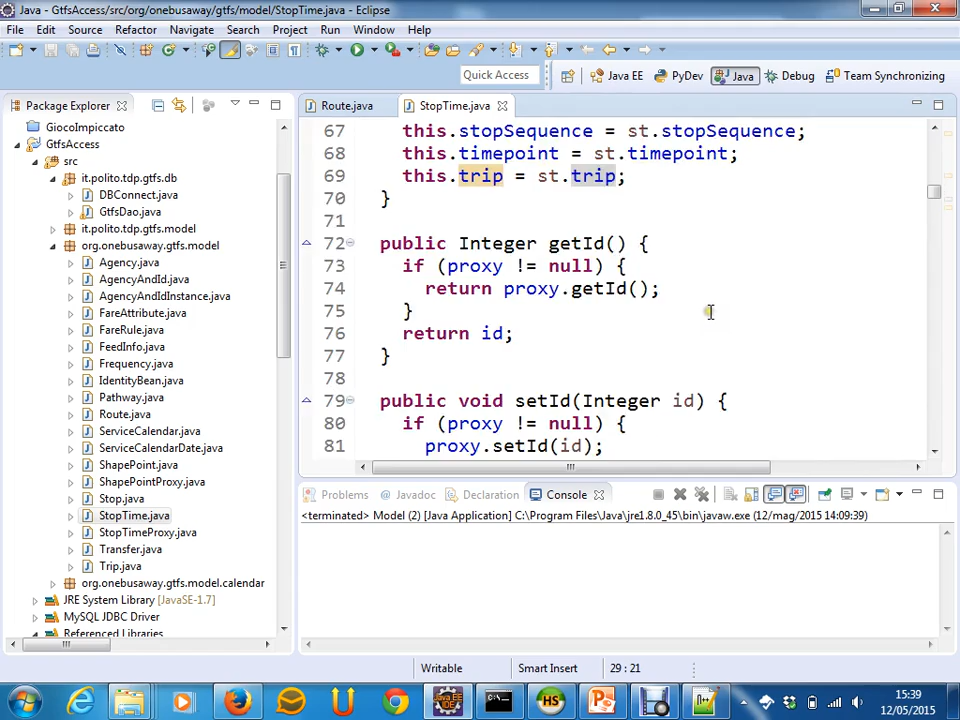 Java - GtfsAccess/src/org/onebusaway/gtfs/model/StopTime.java - Eclipse
File Edit Source Refactor Navigate Search Project Run Window Help
Quick Access Java EE PyDev Java Debug Team Synchronizing
Package Explorer
GiocoImpiccato
GtfsAccess
src
it.polito.tdp.gtfs.db
DBConnect.java
GtfsDao.java
it.polito.tdp.gtfs.model
org.onebusaway.gtfs.model
Agency.java
AgencyAndId.java
AgencyAndIdInstance.java
FareAttribute.java
FareRule.java
FeedInfo.java
Frequency.java
IdentityBean.java
Pathway.java
Route.java
ServiceCalendar.java
ServiceCalendarDate.java
ShapePoint.java
ShapePointProxy.java
Stop.java
StopTime.java
StopTimeProxy.java
Transfer.java
Trip.java
org.onebusaway.gtfs.model.calendar
JRE System Library [JavaSE-1.7]
MySQL JDBC Driver
Referenced Libraries
Route.java StopTime.java
67 this.stopSequence = st.stopSequence;
68 this.timepoint = st.timepoint;
69 this.trip = st.trip;
70 }
71
72 public Integer getId() {
73 if (proxy != null) {
74 return proxy.getId();
75 }
76 return id;
77 }
78
79 public void setId(Integer id) {
80 if (proxy != null) {
81 proxy.setId(id);
Problems Javadoc Declaration Console
<terminated> Model (2) [Java Application] C:\Program Files\Java\jre1.8.0_45\bin\javaw.exe (12/mag/2015 14:09:39)
Writable Smart Insert 29 : 21
15:39
12/05/2015